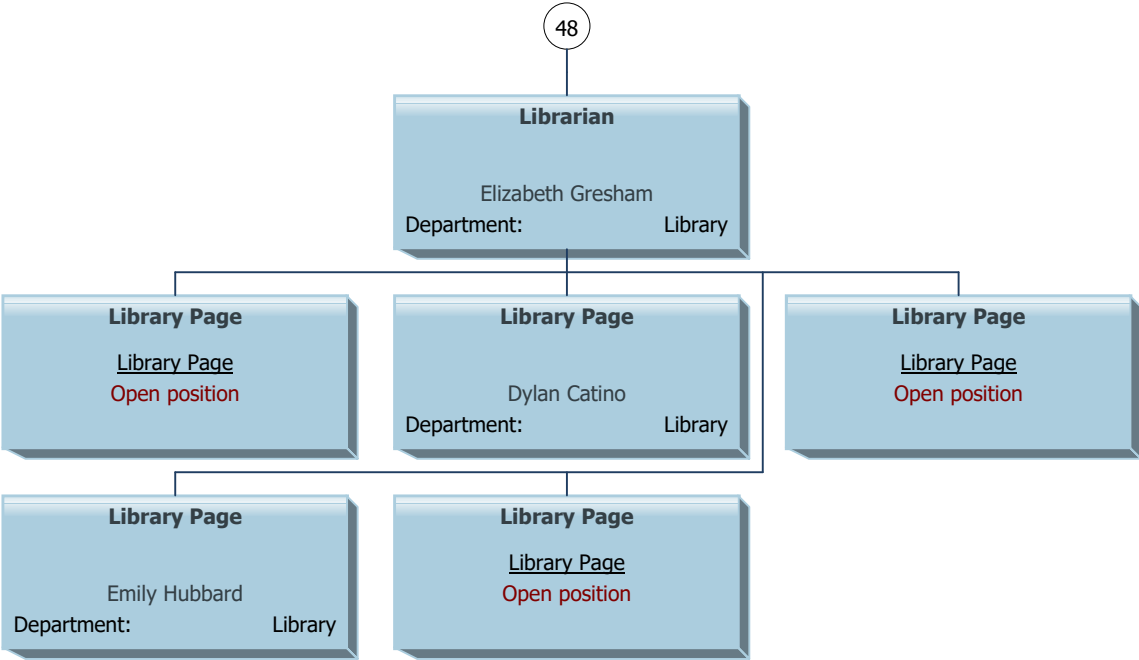 48
Librarian
Elizabeth Gresham
Department: Library
Library Page
Library Page
Open position
Library Page
Dylan Catino
Department: Library
Library Page
Library Page
Open position
Library Page
Emily Hubbard
Department: Library
Library Page
Library Page
Open position